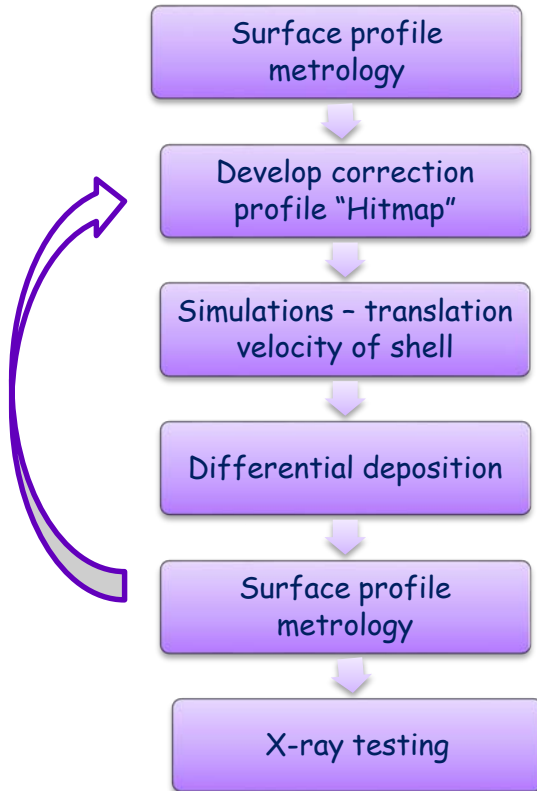 Surface profile
metrology
Develop correction
profile “Hitmap”
Simulations – translation
velocity of shell
Differential deposition
Surface profile
metrology
X-ray testing